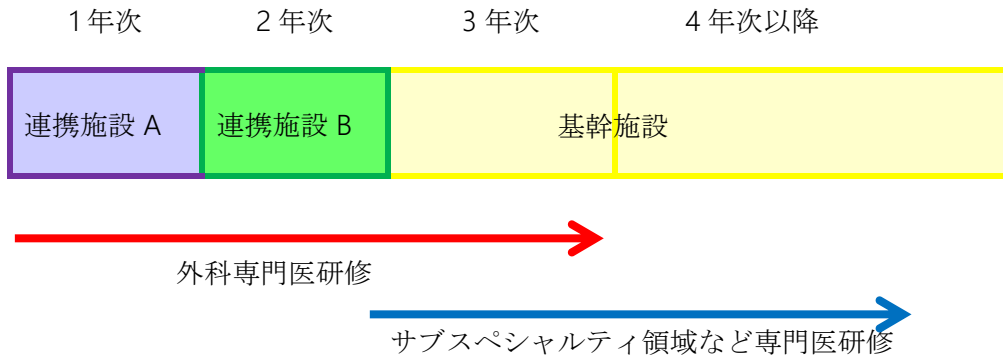 1年次 2年次 3年次 4年次以降
連携施設 A 連携施設 B 基幹施設
外科専門医研修
サブスペシャルティ領域など専門医研修